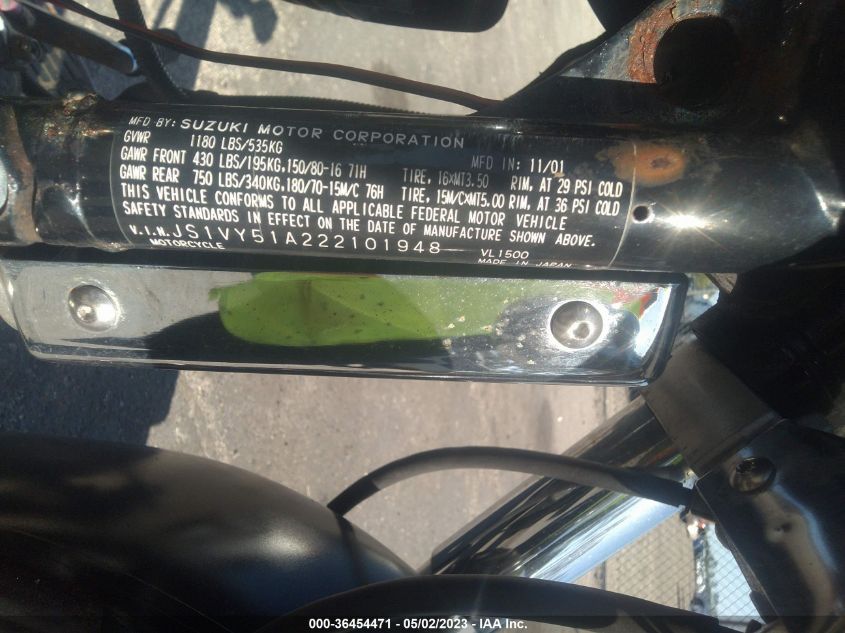 MFD BY: SUZUKI MOTOR CORPORATION
GVWR 1180 LBS/535KG MFD IN: 11/01
GAWR FRONT 430 LBS/195KG,150/80-16 71H TIRE, 16×MT3.50 RIM, AT 29 PSI COLD
GAWR REAR 750 LBS/340KG,180/70-15M/C 76H TIRE, 15M/C×MT5.00 RIM, AT 36 PSI COLD
THIS VEHICLE CONFORMS TO ALL APPLICABLE FEDERAL MOTOR VEHICLE
SAFETY STANDARDS IN EFFECT ON THE DATE OF MANUFACTURE SHOWN ABOVE.
V.I.N. JS1VY51A222101948 VL1500
MOTORCYCLE MADE IN JAPAN
000-36454471 — 05/02/2023 — IAA Inc.